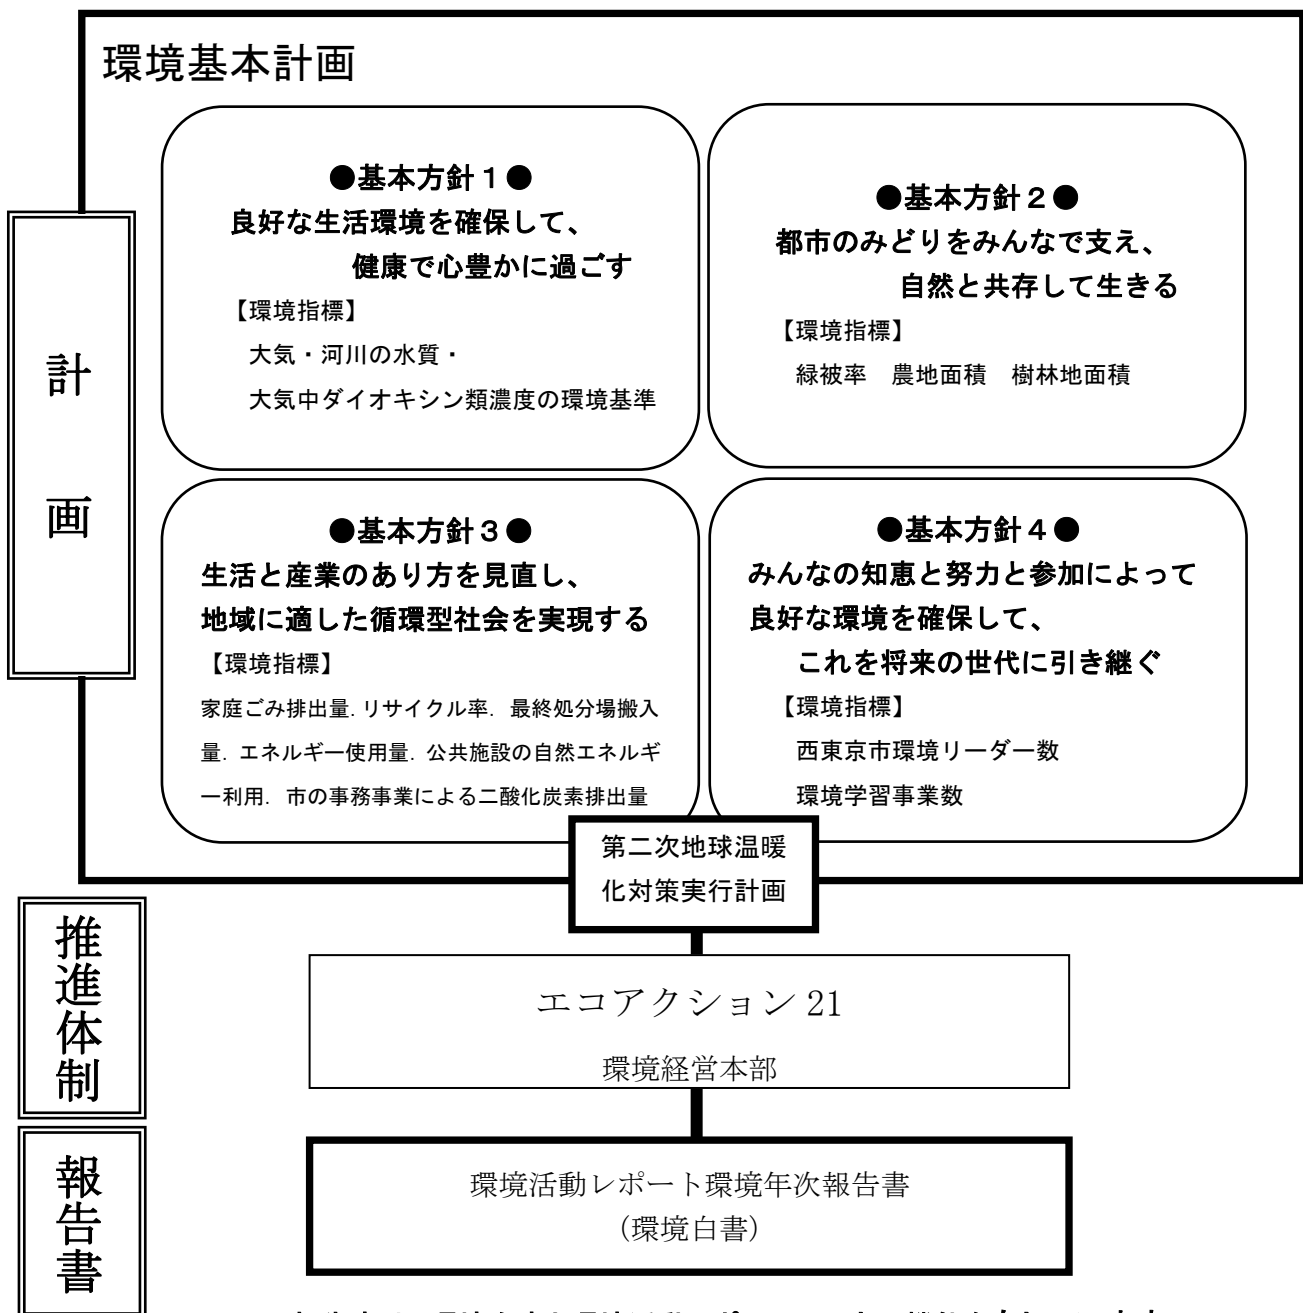 環境基本計画
計画
●基本方針１●
良好な生活環境を確保して、
健康で心豊かに過ごす
【環境指標】
大気・河川の水質・
大気中ダイオキシン類濃度の環境基準
●基本方針２●
都市のみどりをみんなで支え、
自然と共存して生きる
【環境指標】
緑被率　農地面積　樹林地面積
●基本方針３●
生活と産業のあり方を見直し、
地域に適した循環型社会を実現する
【環境指標】
家庭ごみ排出量. リサイクル率. 最終処分場搬入
量. エネルギー使用量. 公共施設の自然エネルギ
ー利用. 市の事務事業による二酸化炭素排出量
●基本方針４●
みんなの知恵と努力と参加によって
良好な環境を確保して、
これを将来の世代に引き継ぐ
【環境指標】
西東京市環境リーダー数
環境学習事業数
第二次地球温暖
化対策実行計画
推進体制
エコアクション 21
環境経営本部
報告書
環境活動レポート環境年次報告書
（環境白書）